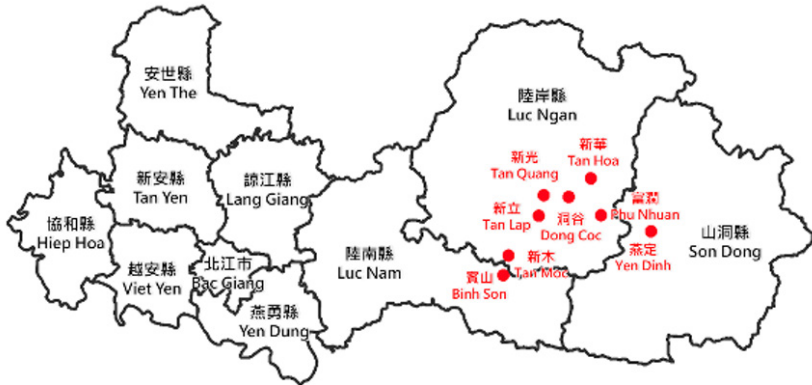 安世縣
Yen The
陸岸縣
Luc Ngan
新華
Tan Hoa
新光
Tan Quang
新安縣
Tan Yen
諒江縣
Lang Giang
協和縣
Hiep Hoa
新立
Tan Lap
洞谷
Dong Coc
富潤
Phu Nhuan
山洞縣
Son Dong
陸南縣
Luc Nam
燕定
Yen Dinh
越安縣
Viet Yen
北江市
Bac Giang
新木
Tan Moc
賓山
Binh Son
燕勇縣
Yen Dung